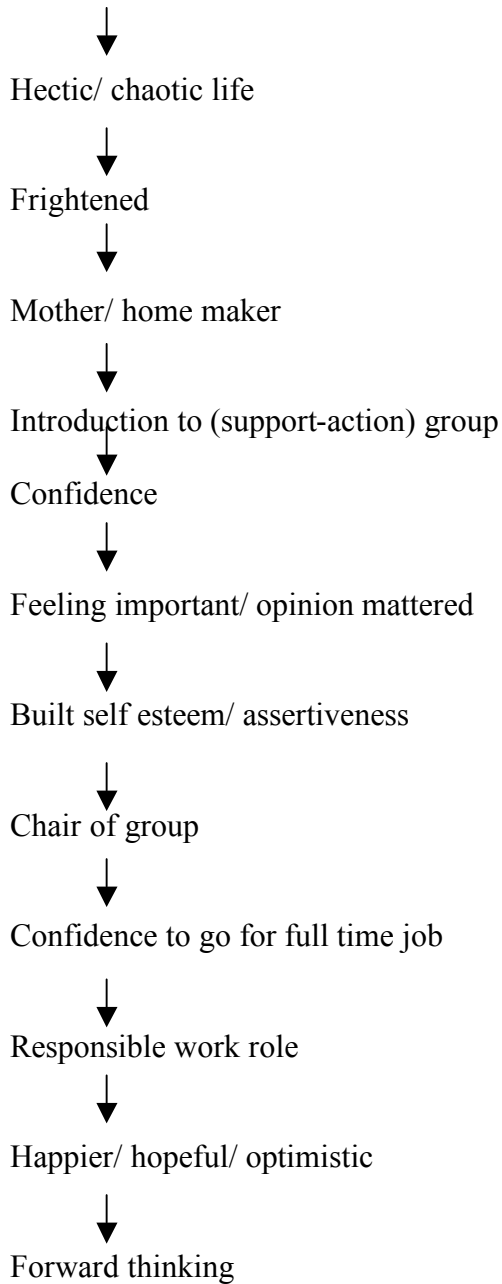 Hectic/ chaotic life
Frightened
Mother/ home maker
Introduction to (support-action) group
Confidence
Feeling important/ opinion mattered
Built self esteem/ assertiveness
Chair of group
Confidence to go for full time job
Responsible work role
Happier/ hopeful/ optimistic
Forward thinking